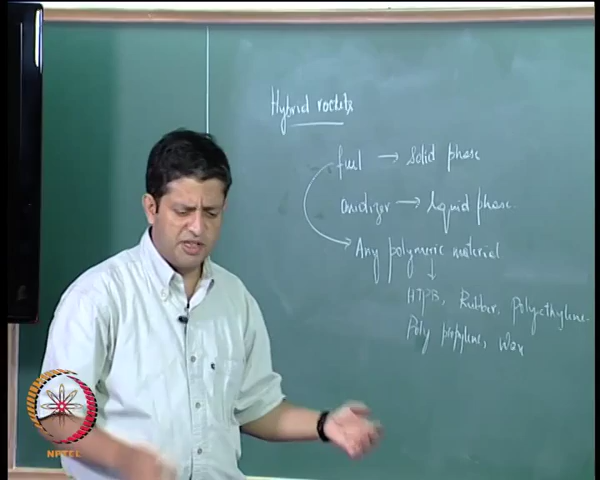 Hybrid rockets
fuel → Solid phase
oxidizer → liquid phase.
Any polymeric material
HTPB, Rubber, Polyethylene.
Poly propylene, Wax
NPTEL